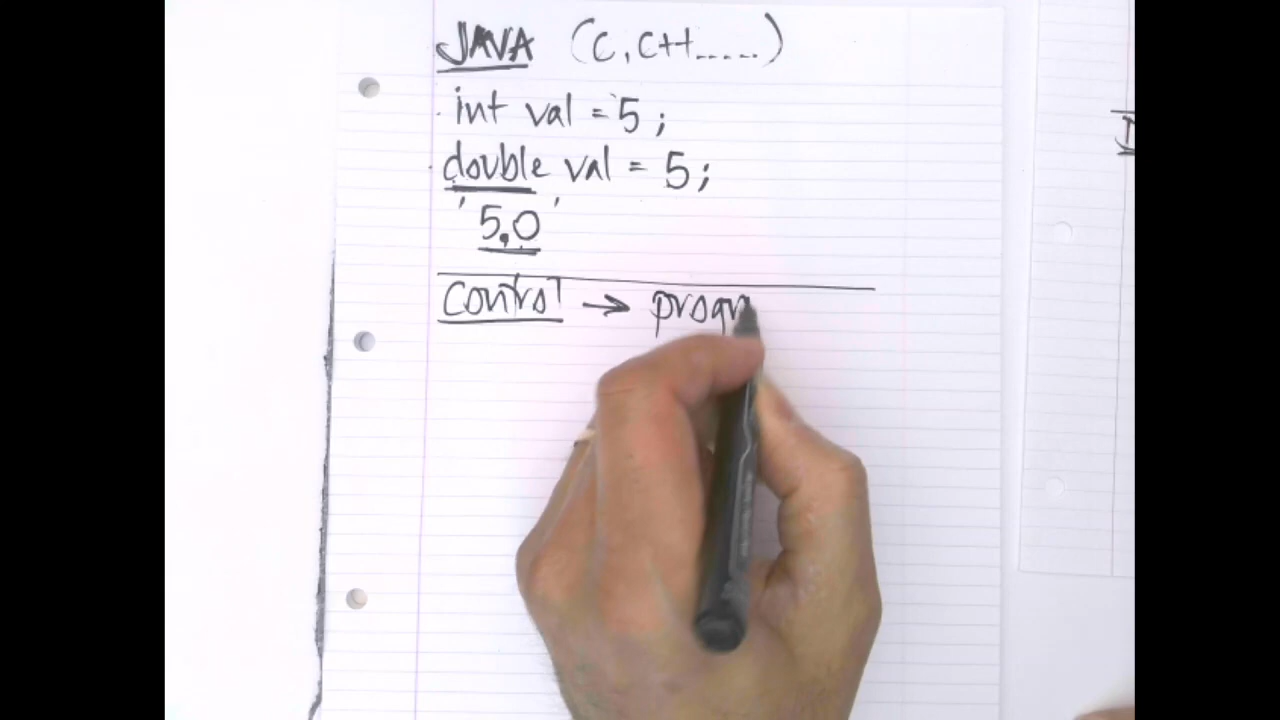 JAVA (C, C++.....)
int val = 5;
double val = 5;
'5.0'
control → progr